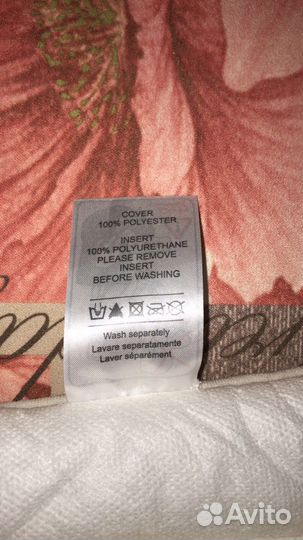 COVER
100% POLYESTER
INSERT
100% POLYURETHANE
PLEASE REMOVE
INSERT
BEFORE WASHING
Wash separately
Lavare separatamente
Laver séparément
Avito